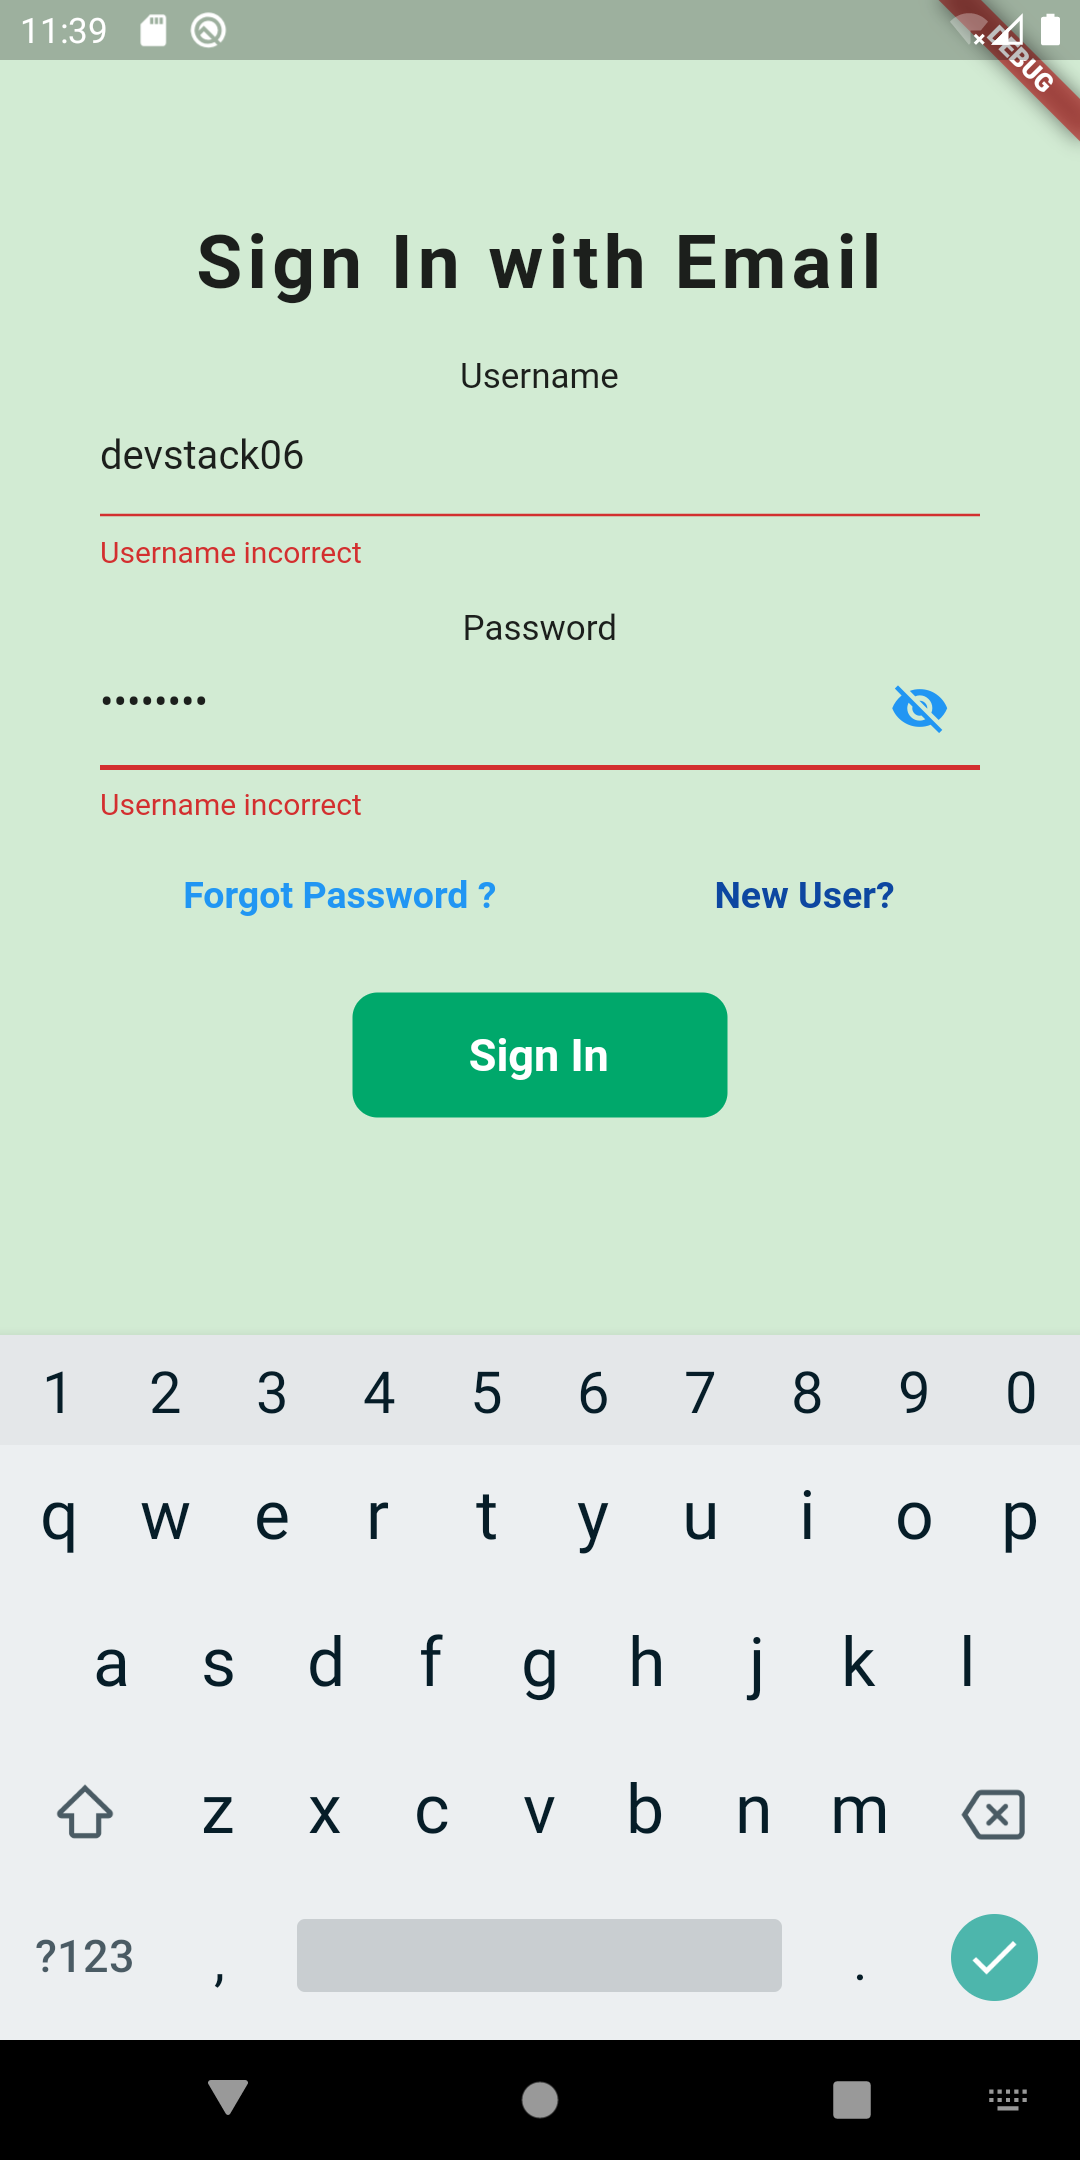 11:39
DEBUG
Sign In with Email
Username
devstack06
Username incorrect
Password
••••••••
Username incorrect
Forgot Password ? New User?
Sign In
1 2 3 4 5 6 7 8 9 0
q w e r t y u i o p
a s d f g h j k l
z x c v b n m
?123 , .